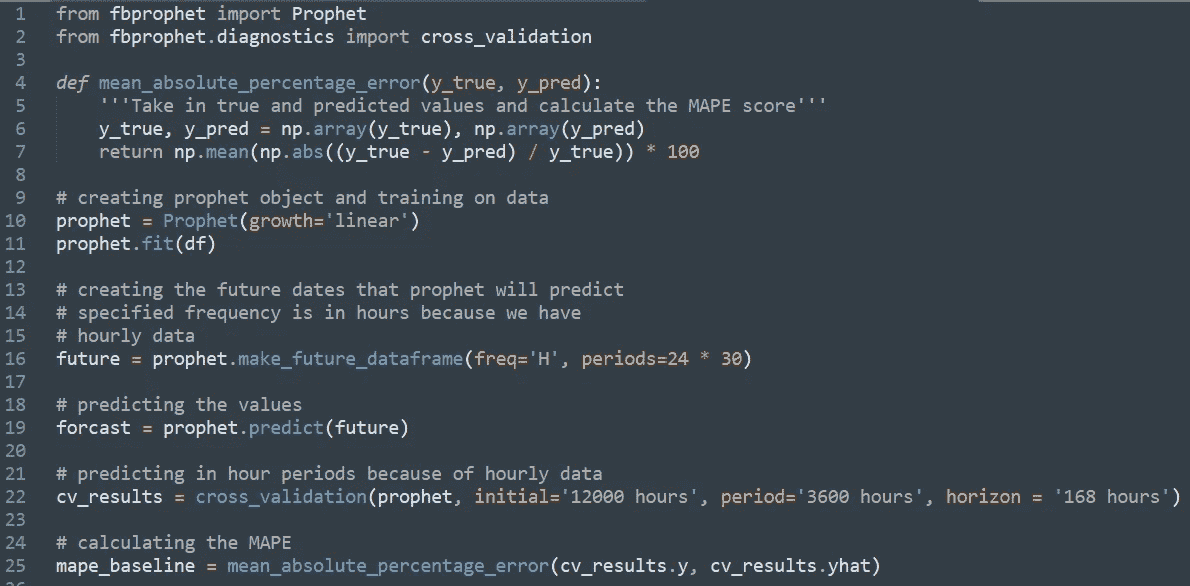 1 from fbprophet import Prophet
2 from fbprophet.diagnostics import cross_validation
3
4 def mean_absolute_percentage_error(y_true, y_pred):
5     '''Take in true and predicted values and calculate the MAPE score'''
6     y_true, y_pred = np.array(y_true), np.array(y_pred)
7     return np.mean(np.abs((y_true - y_pred) / y_true)) * 100
8
9 # creating prophet object and training on data
10 prophet = Prophet(growth='linear')
11 prophet.fit(df)
12
13 # creating the future dates that prophet will predict
14 # specified frequency is in hours because we have
15 # hourly data
16 future = prophet.make_future_dataframe(freq='H', periods=24 * 30)
17
18 # predicting the values
19 forcast = prophet.predict(future)
20
21 # predicting in hour periods because of hourly data
22 cv_results = cross_validation(prophet, initial='12000 hours', period='3600 hours', horizon = '168 hours')
23
24 # calculating the MAPE
25 mape_baseline = mean_absolute_percentage_error(cv_results.y, cv_results.yhat)